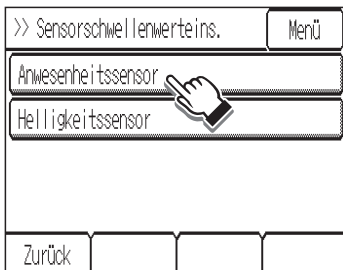 >> Sensorschwellenwerteins.
Menü
Anwesenheitssensor
Helligkeitssensor
Zurück